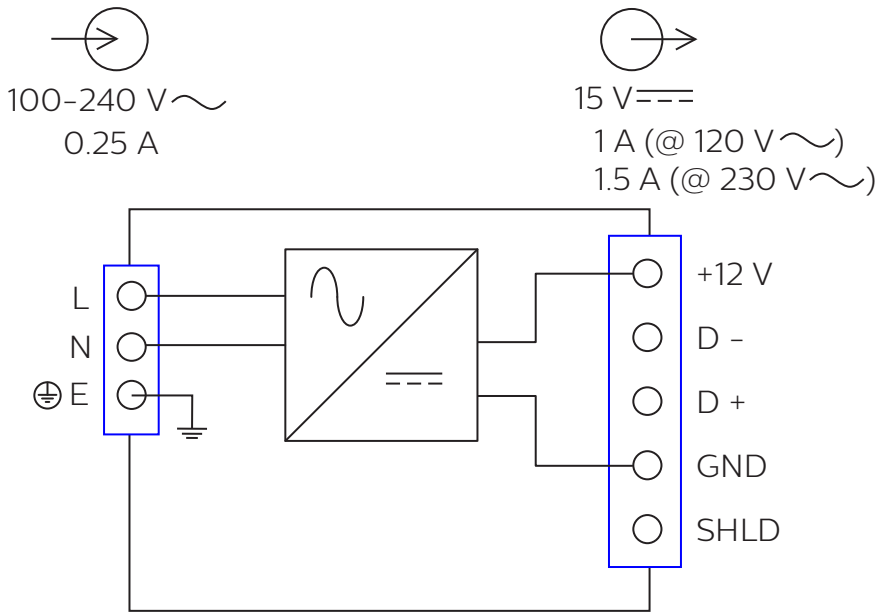 100-240 V
0.25 A
15 V
1 A (@ 120 V )
1.5 A (@ 230 V )
L
N
E
+12 V
D -
D +
GND
SHLD